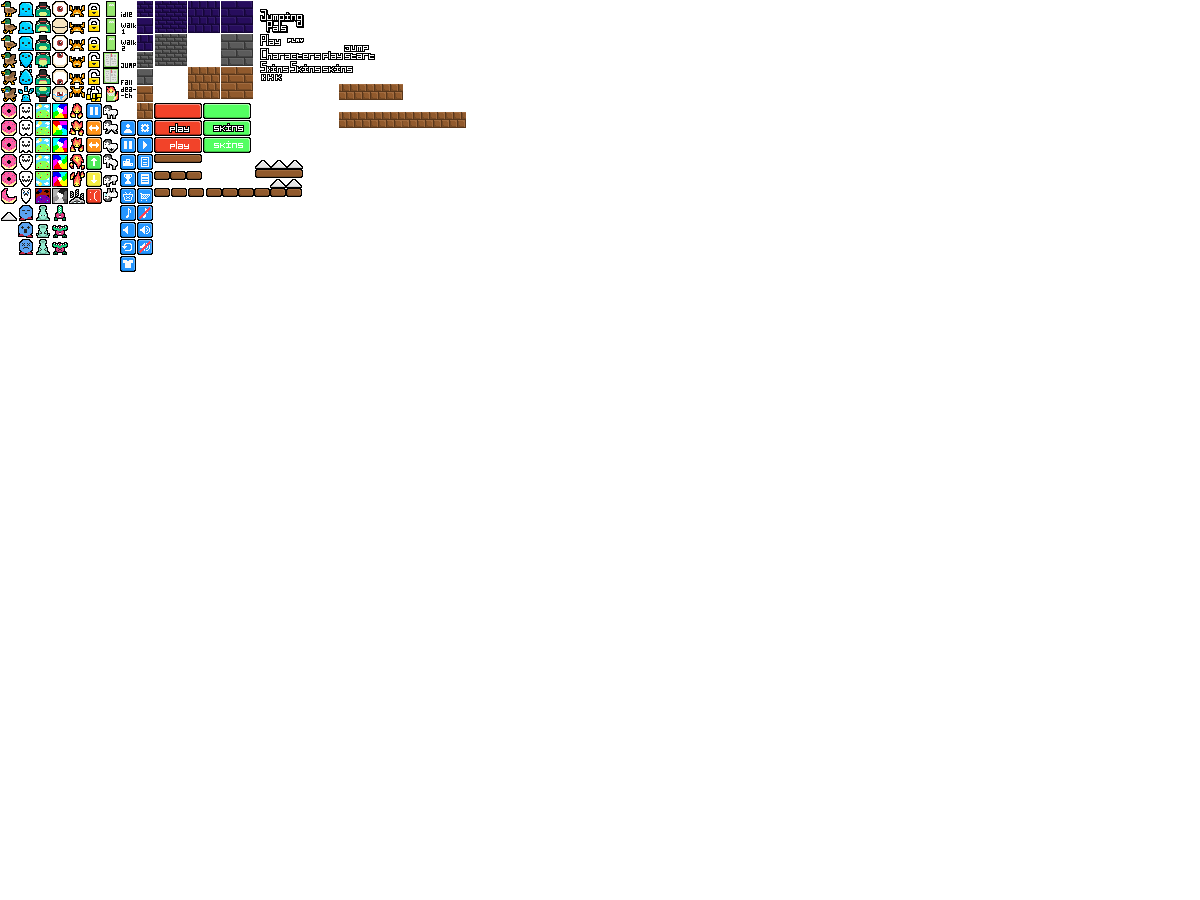 idle
Walk
1
Walk
2
JUMP
Fall
dea-
-th
Jumping
Pals
Play PLAY
JUMP
Characters play start
Skins Skins skins
play skins
play skins